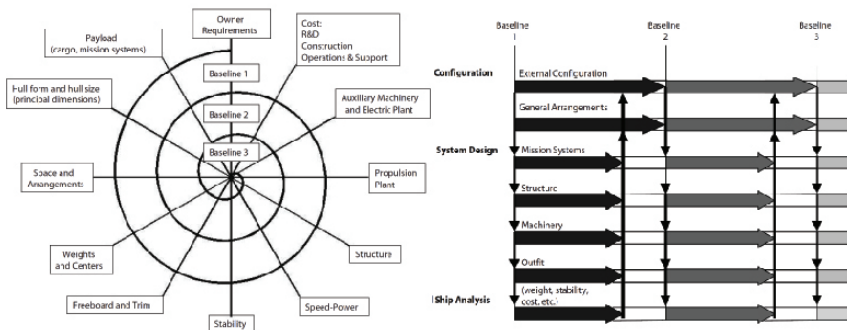 Owner
Requirements
Payload
(cargo, mission systems)
Cost:
R&D
Construction
Operations & Support
Baseline 1
Hull form and hull size
(principal dimensions)
Auxiliary Machinery
and Electric Plant
Baseline 2
Baseline 3
Space and
Arrangements
Propulsion
Plant
Weights
and Centers
Structure
Freeboard and Trim
Speed-Power
Stability
Baseline
1
Baseline
2
Baseline
3
Configuration
External Configuration
General Arrangements
System Design
Mission Systems
Structure
Machinery
Outfit
Ship Analysis
(weight, stability,
cost, etc.)